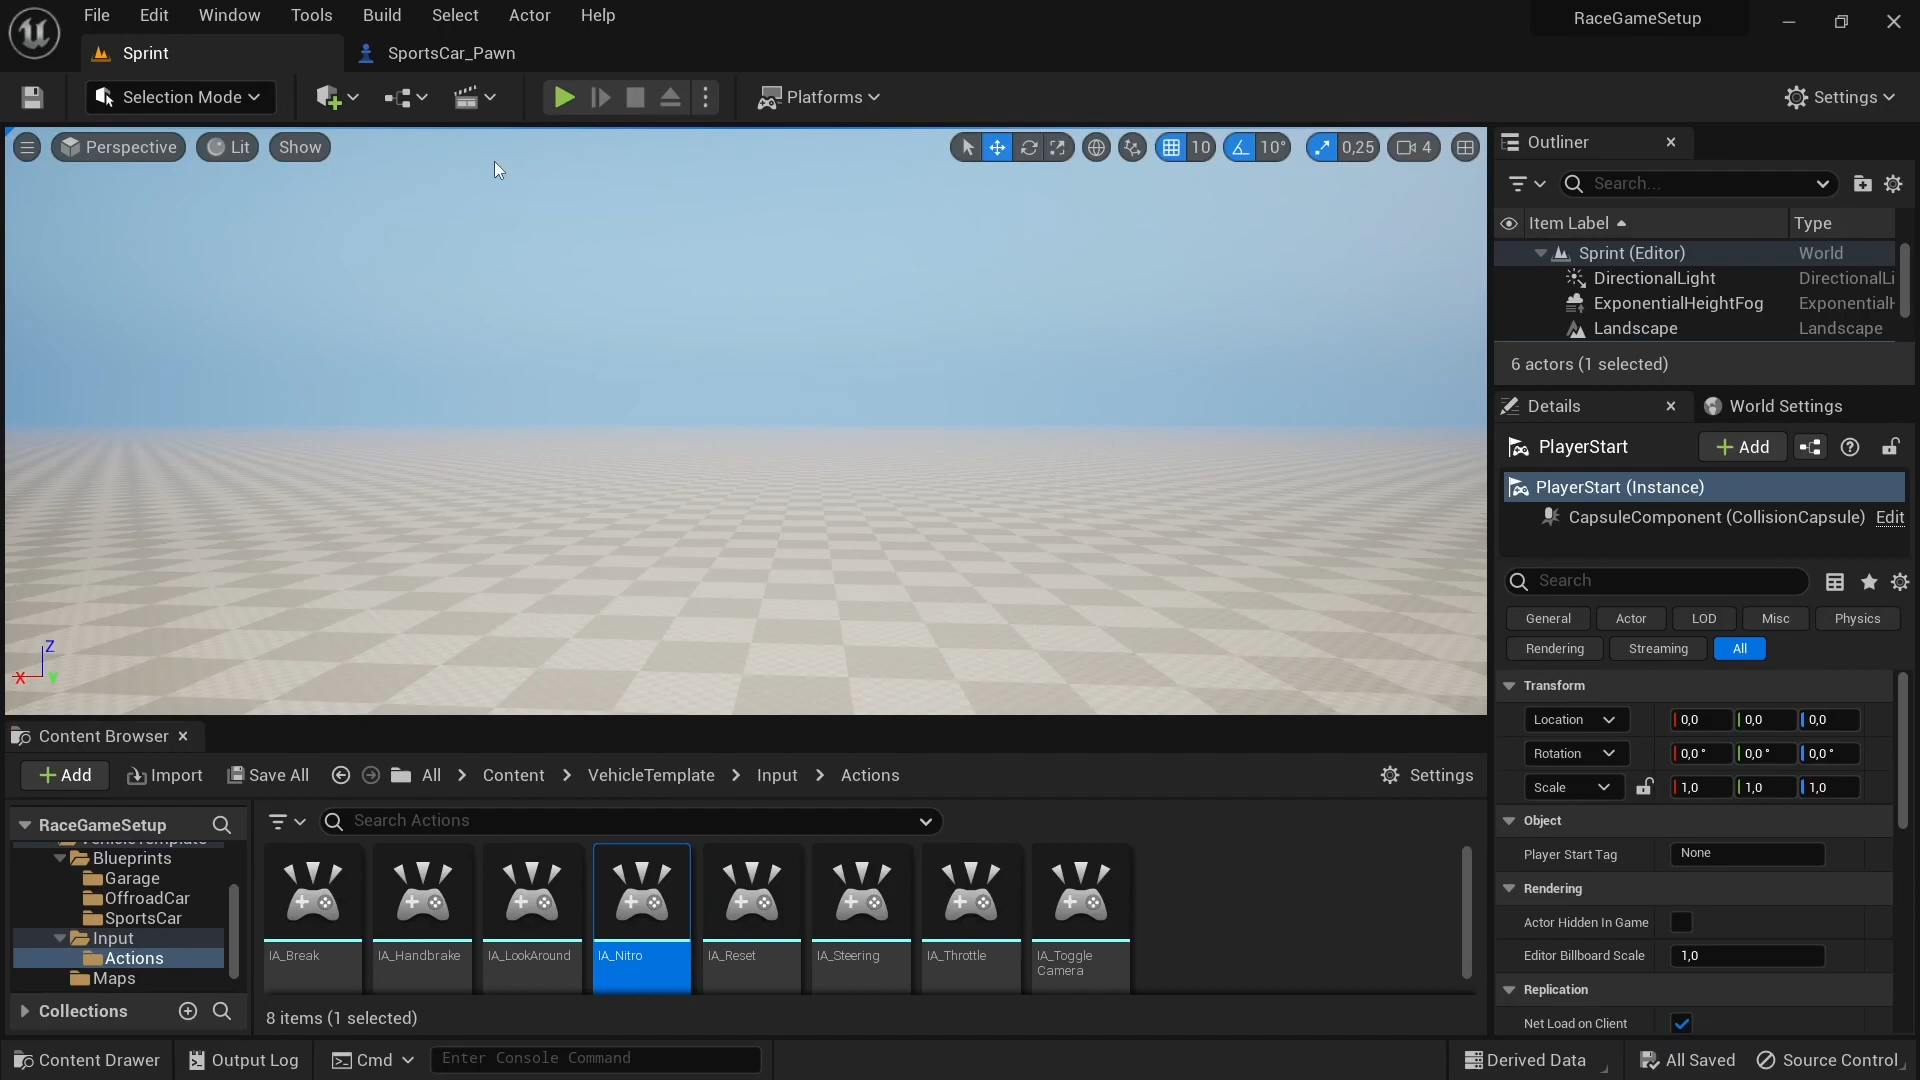 File Edit Window Tools Build Select Actor Help
RaceGameSetup
Sprint SportsCar_Pawn
Selection Mode Platforms Settings
Perspective Lit Show 10 10° 0,25 4
Outliner
Search...
Item Label Type
Sprint (Editor) World
DirectionalLight DirectionalLi
ExponentialHeightFog
Landscape Landscape
6 actors (1 selected)
Details World Settings
PlayerStart Add
PlayerStart (Instance)
CapsuleComponent (CollisionCapsule) Edit
Search
General Actor LOD Misc Physics
Rendering Streaming All
Transform
Location 0,0 0,0 0,0
Rotation 0,0 ° 0,0 ° 0,0 °
Scale 1,0 1,0 1,0
Object
Player Start Tag None
Rendering
Actor Hidden In Game
Editor Billboard Scale 1,0
Replication
Net Load on Client
Z
X Y
Content Browser
Add Import Save All All Content VehicleTemplate Input Actions Settings
RaceGameSetup
Blueprints
Garage
OffroadCar
SportsCar
Input
Actions
Maps
Collections
Search Actions
IA_Break IA_Handbrake IA_LookAround IA_Nitro IA_Reset IA_Steering IA_Throttle IA_Toggle
Camera
8 items (1 selected)
Content Drawer Output Log Cmd Enter Console Command Derived Data All Saved Source Control